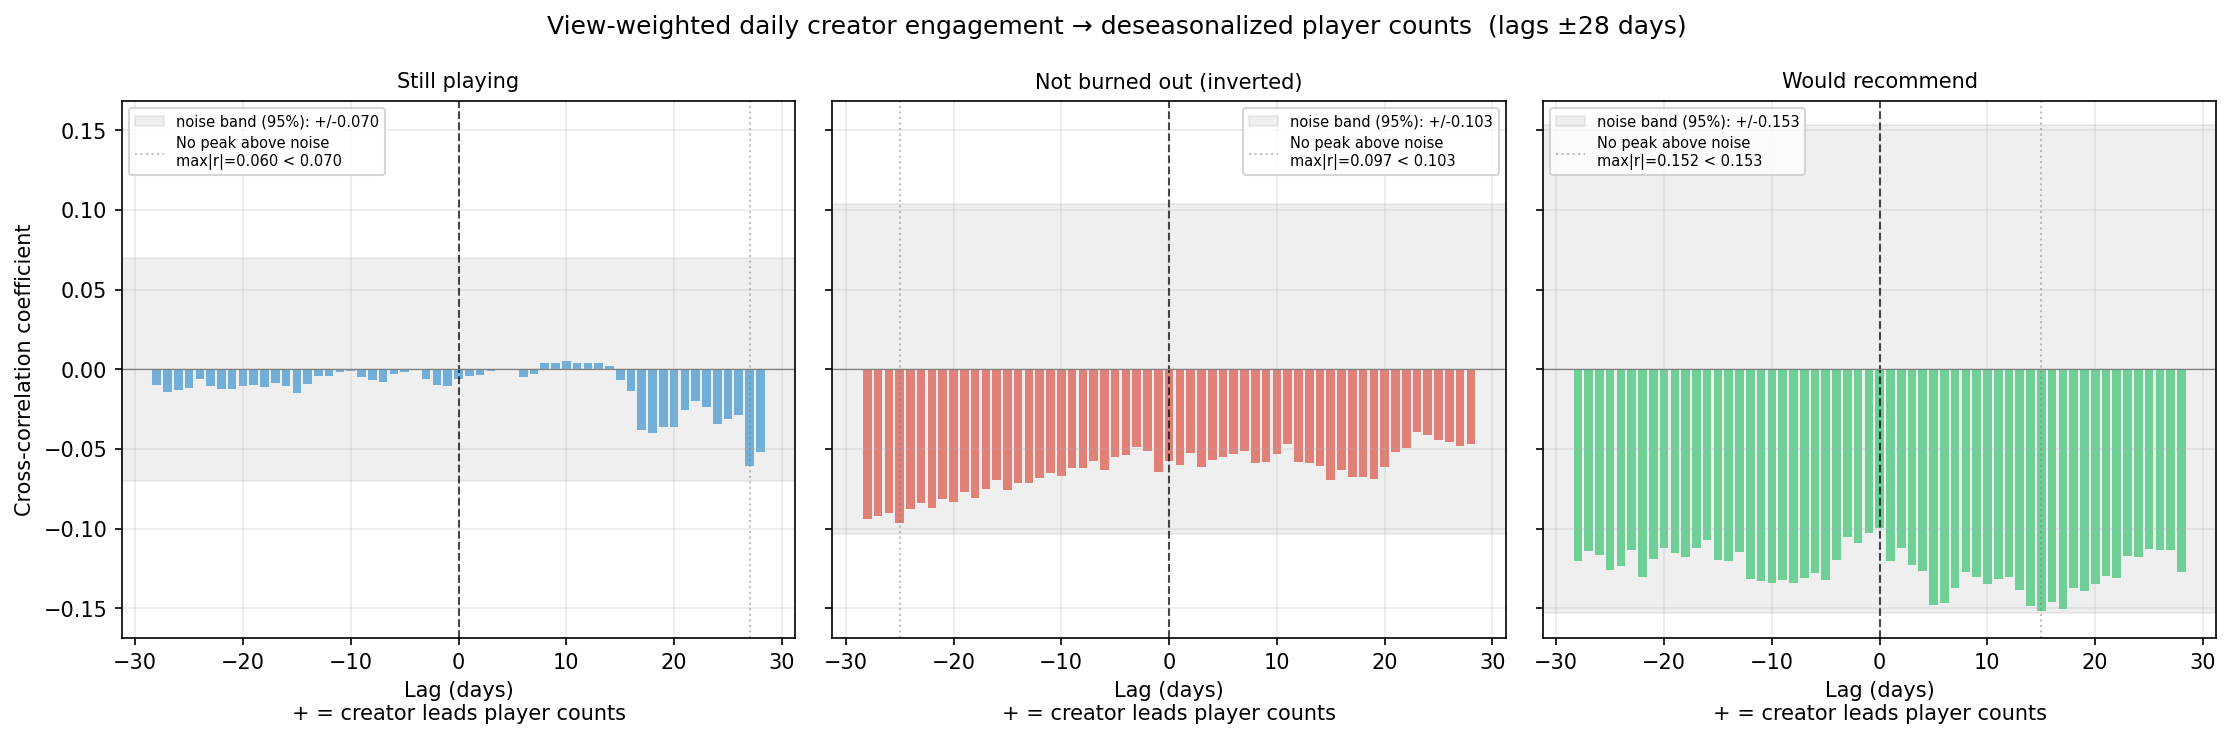 View-weighted daily creator engagement → deseasonalized player counts  (lags ±28 days)
Still playing
noise band (95%): +/-0.070
No peak above noise
max|r|=0.060 < 0.070
Cross-correlation coefficient
0.15
0.10
0.05
0.00
−0.05
−0.10
−0.15
−30 −20 −10 0 10 20 30
Lag (days)
+ = creator leads player counts
Not burned out (inverted)
noise band (95%): +/-0.103
No peak above noise
max|r|=0.097 < 0.103
−30 −20 −10 0 10 20 30
Lag (days)
+ = creator leads player counts
Would recommend
noise band (95%): +/-0.153
No peak above noise
max|r|=0.152 < 0.153
−30 −20 −10 0 10 20 30
Lag (days)
+ = creator leads player counts